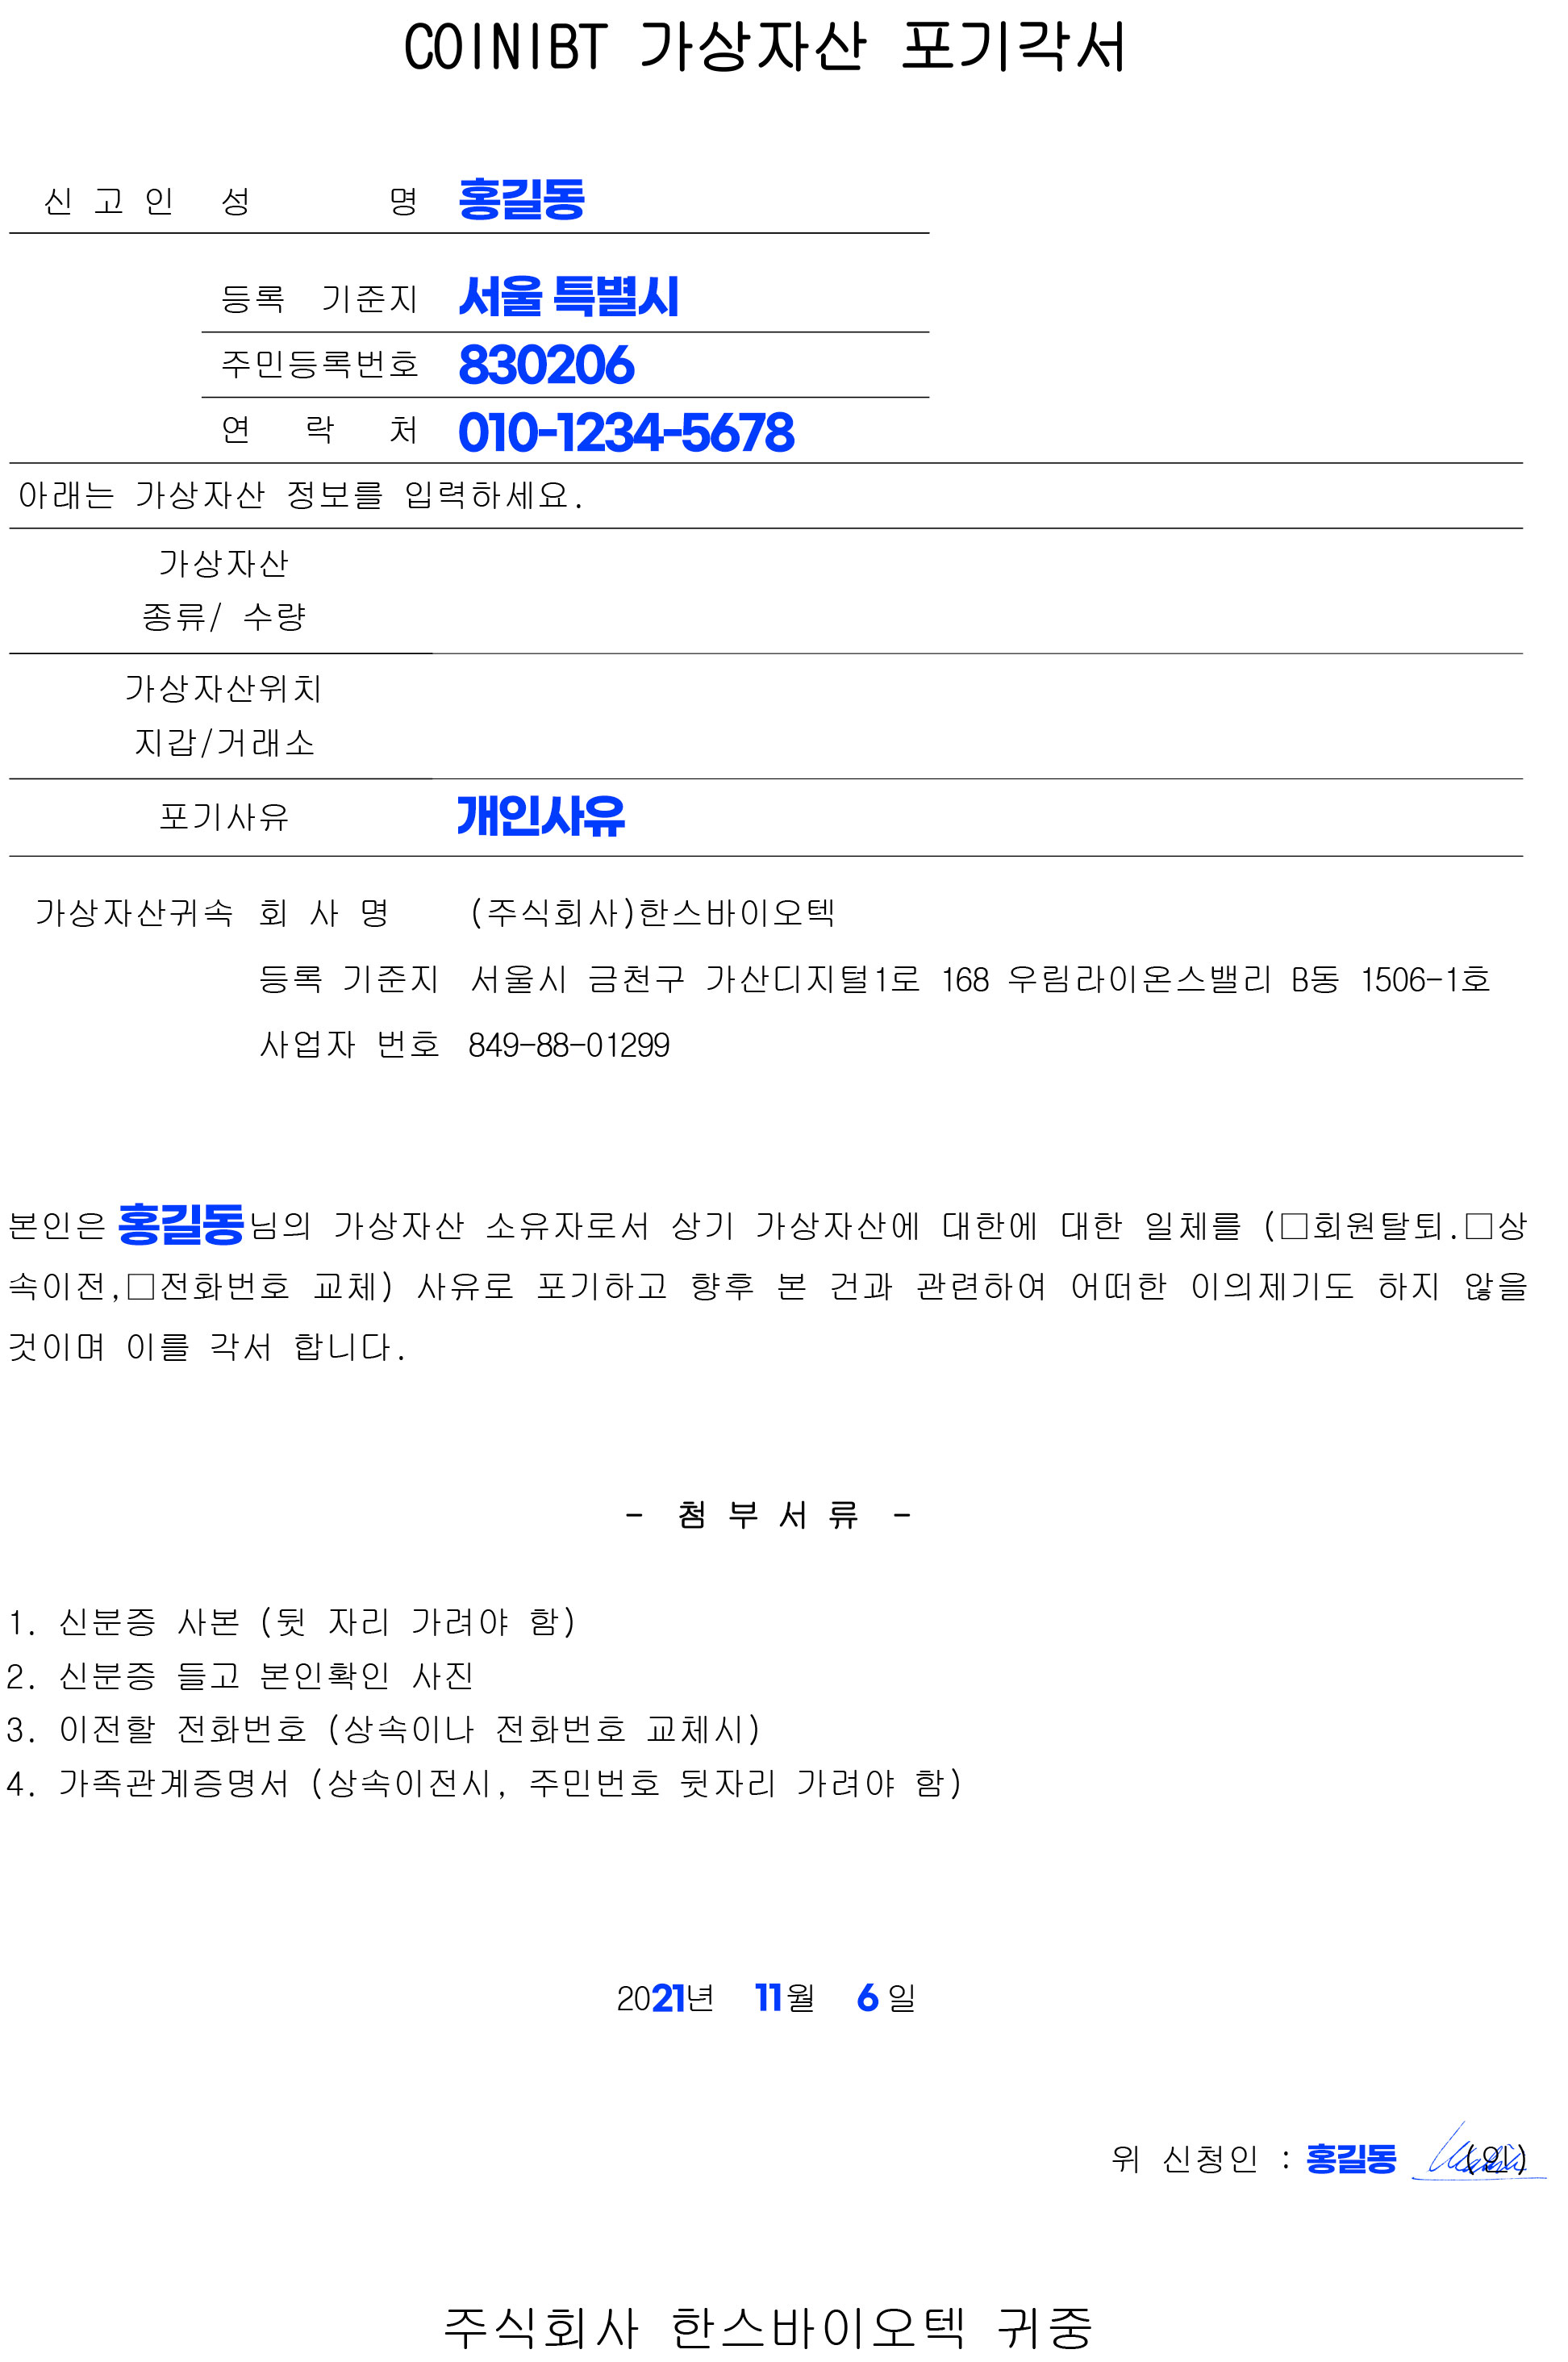 COINIBT 가상자산 포기각서
신 고 인 성 명 홍길동
등록 기준지 서울 특별시
주민등록번호 830206
연 락 처 010-1234-5678
아래는 가상자산 정보를 입력하세요.
가상자산
종류/ 수량
가상자산위치
지갑/거래소
포기사유 개인사유
가상자산귀속 회 사 명 (주식회사)한스바이오텍
등록 기준지 서울시 금천구 가산디지털1로 168 우림라이온스밸리 B동 1506-1호
사업자 번호 849-88-01299
본인은 홍길동님의 가상자산 소유자로서 상기 가상자산에 대한에 대한 일체를 (□회원탈퇴.□상
속이전,□전화번호 교체) 사유로 포기하고 향후 본 건과 관련하여 어떠한 이의제기도 하지 않을
것이며 이를 각서 합니다.
- 첨 부 서 류 -
1. 신분증 사본 (뒷 자리 가려야 함)
2. 신분증 들고 본인확인 사진
3. 이전할 전화번호 (상속이나 전화번호 교체시)
4. 가족관계증명서 (상속이전시, 주민번호 뒷자리 가려야 함)
2021년 11월 6 일
위 신청인 : 홍길동 (인)
주식회사 한스바이오텍 귀중